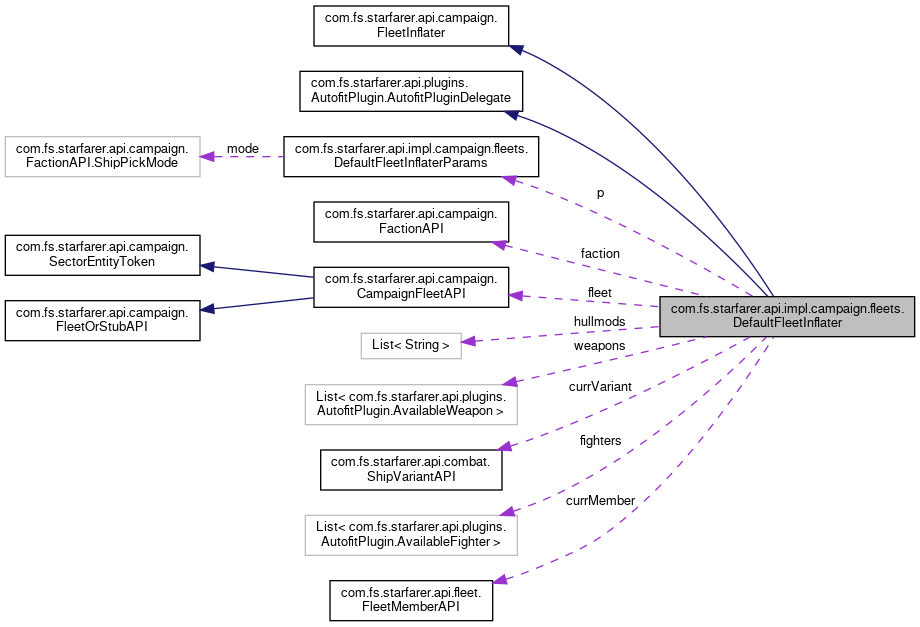 com.fs.starfarer.api.campaign.
FleetInflater
com.fs.starfarer.api.plugins.
AutofitPlugin.AutofitPluginDelegate
com.fs.starfarer.api.campaign.
FactionAPI.ShipPickMode
mode
com.fs.starfarer.api.impl.campaign.fleets.
DefaultFleetInflaterParams
p
com.fs.starfarer.api.campaign.
FactionAPI
faction
com.fs.starfarer.api.campaign.
SectorEntityToken
com.fs.starfarer.api.campaign.
CampaignFleetAPI
fleet
com.fs.starfarer.api.impl.campaign.fleets.
DefaultFleetInflater
com.fs.starfarer.api.campaign.
FleetOrStubAPI
hullmods
List< String >
weapons
List< com.fs.starfarer.api.plugins.
AutofitPlugin.AvailableWeapon >
currVariant
com.fs.starfarer.api.combat.
ShipVariantAPI
fighters
List< com.fs.starfarer.api.plugins.
AutofitPlugin.AvailableFighter >
currMember
com.fs.starfarer.api.fleet.
FleetMemberAPI